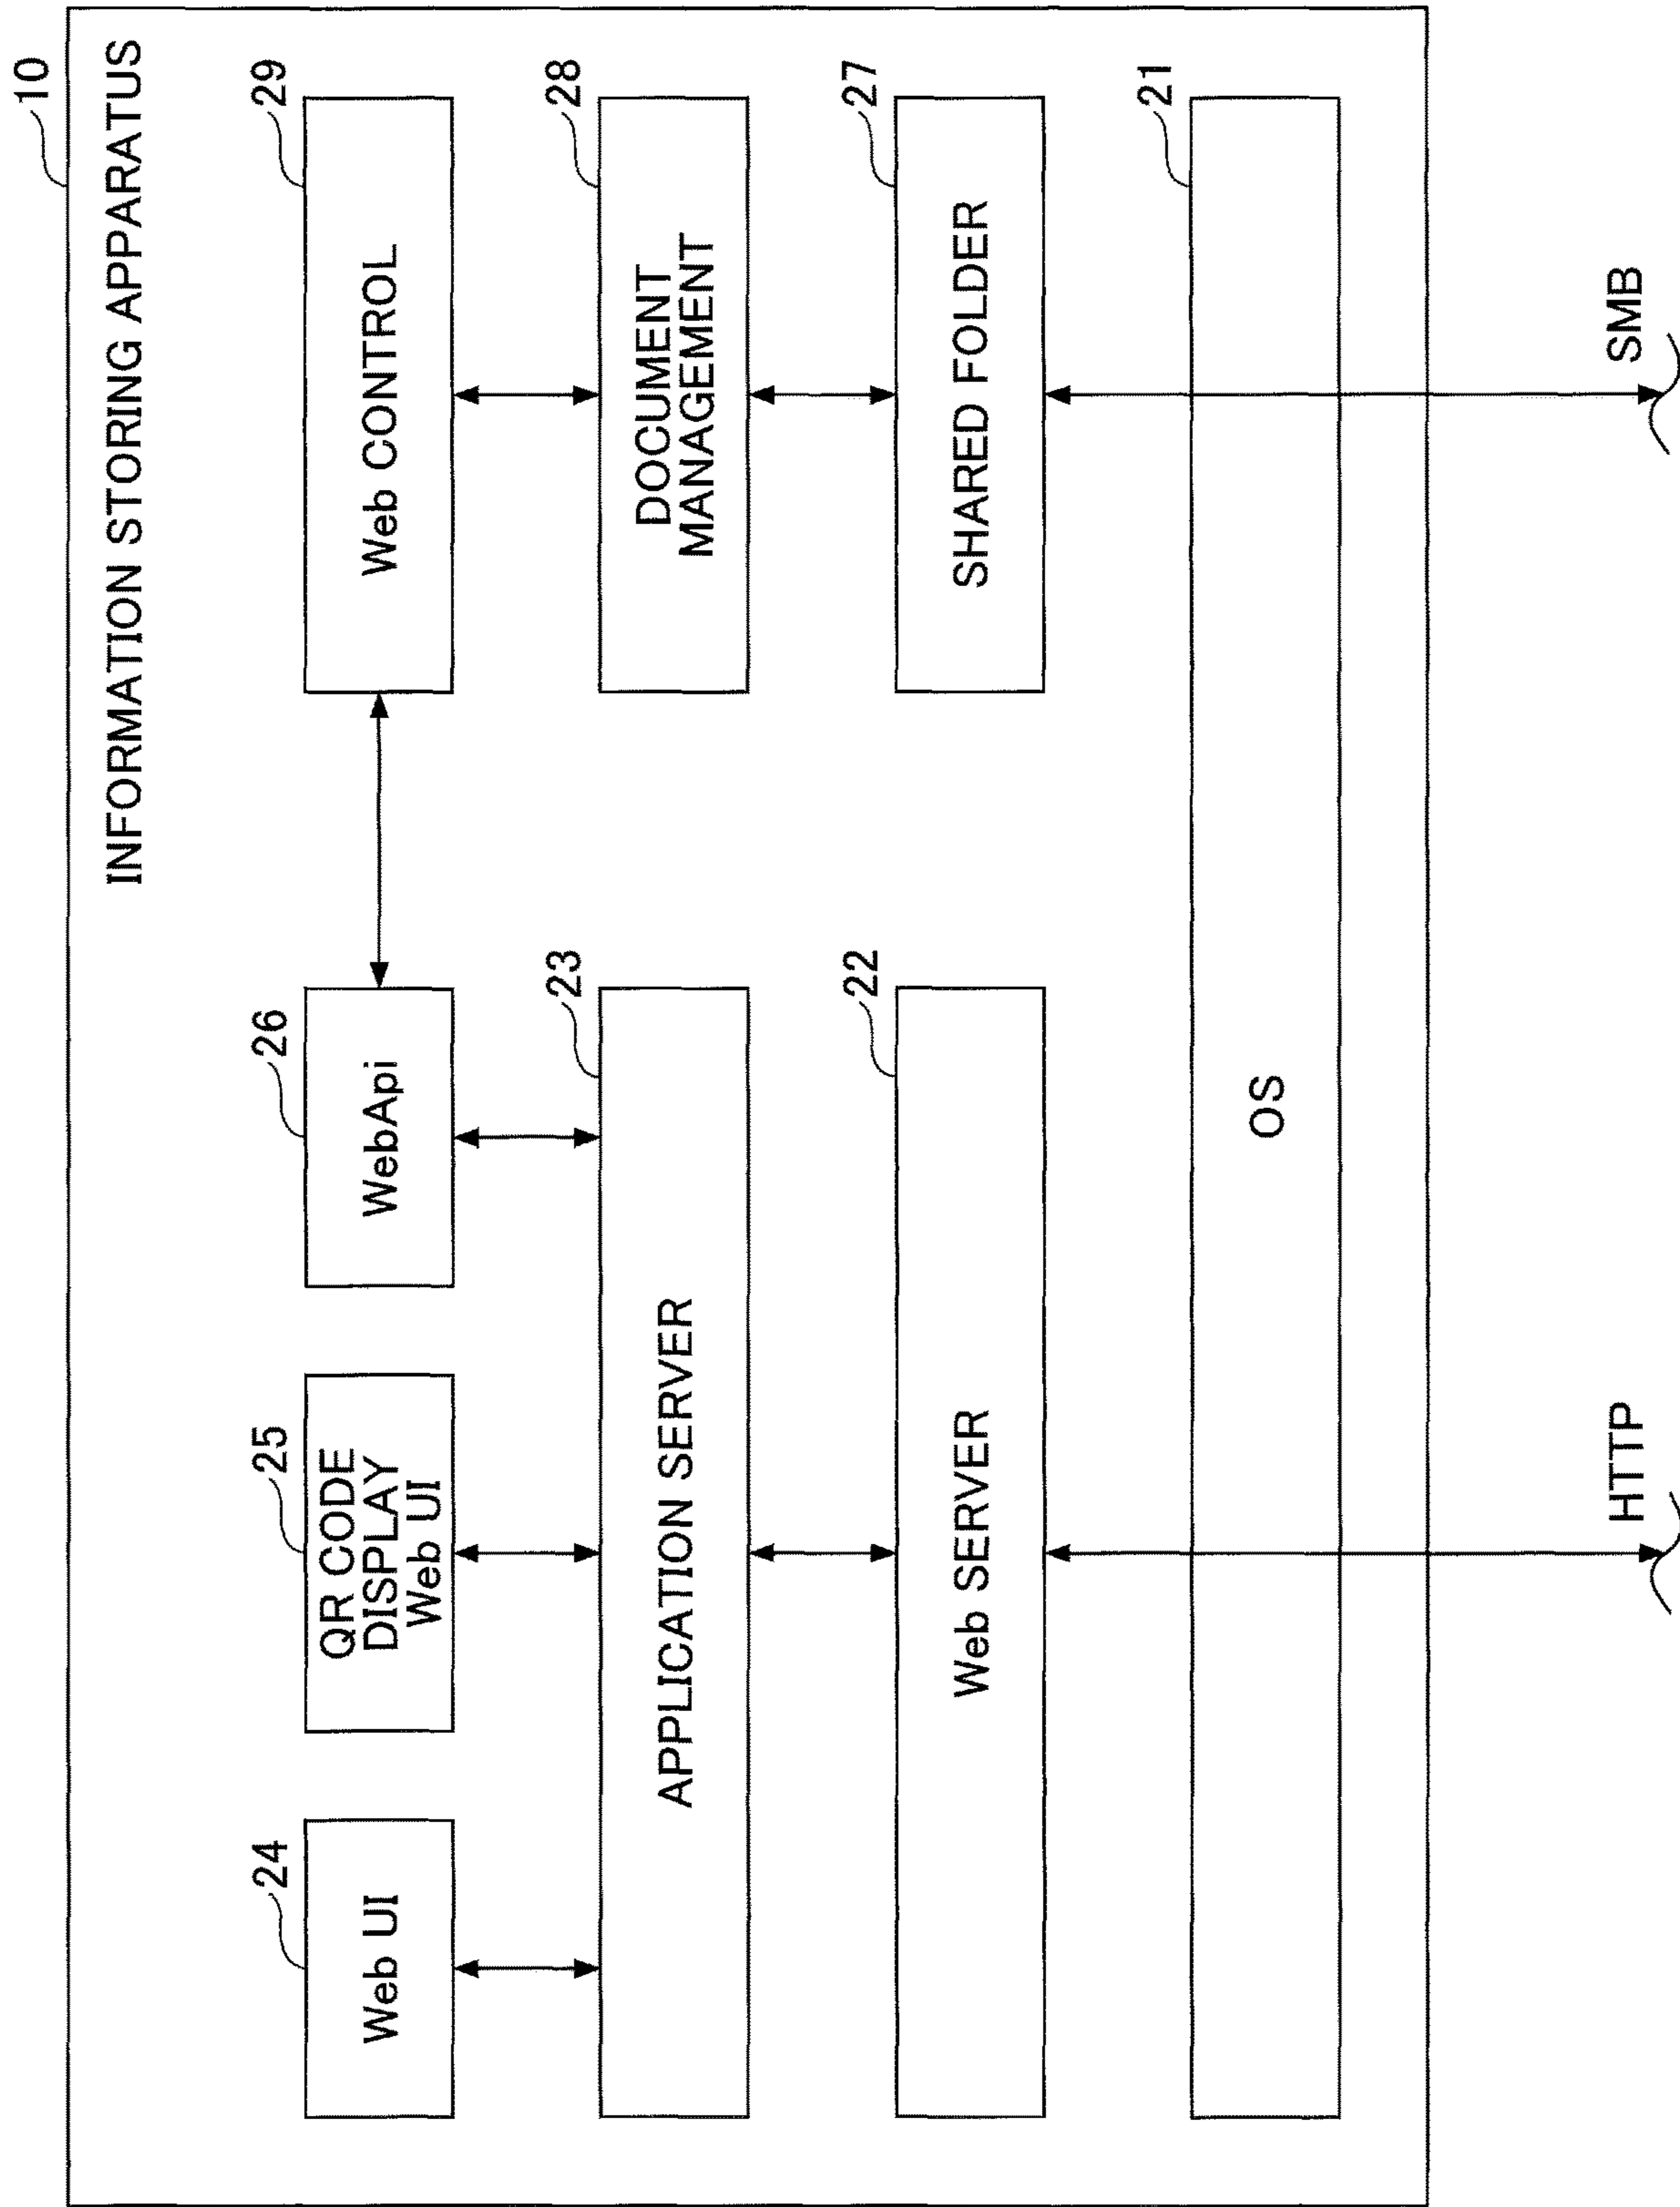 10
INFORMATION STORING APPARATUS
24
Web UI
25
QR CODE
DISPLAY
Web UI
26
WebApi
29
Web CONTROL
23
APPLICATION SERVER
28
DOCUMENT
MANAGEMENT
22
Web SERVER
27
SHARED FOLDER
21
OS
HTTP
SMB